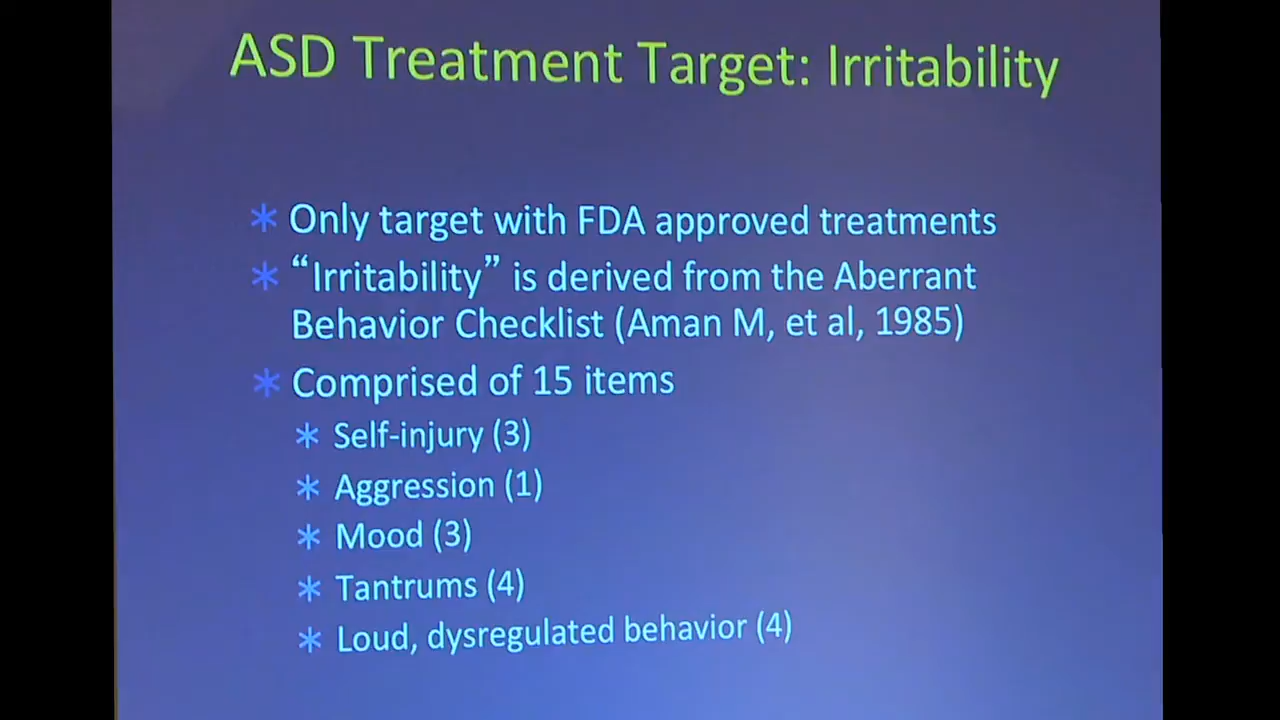 ASD Treatment Target: Irritability
* Only target with FDA approved treatments
* “Irritability” is derived from the Aberrant
Behavior Checklist (Aman M, et al, 1985)
* Comprised of 15 items
* Self-injury (3)
* Aggression (1)
* Mood (3)
* Tantrums (4)
* Loud, dysregulated behavior (4)